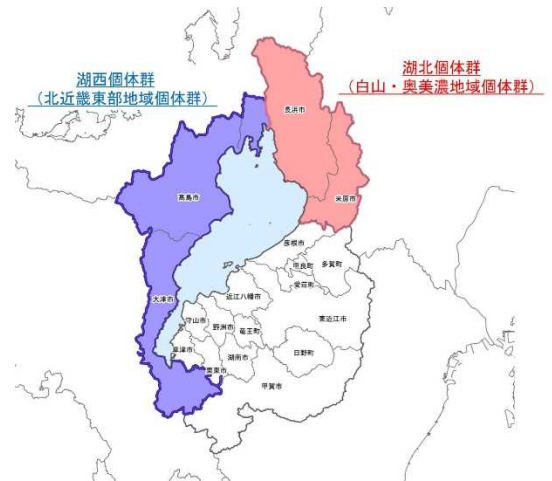 湖西個体群
（北近畿東部地域個体群）
湖北個体群
（白山・奥美濃地域個体群）
長浜市
米原市
高島市
彦根市
甲良町
多賀町
愛荘町
大津市
近江八幡市
東近江市
守山市
野洲市
竜王町
草津市
湖南市
日野町
栗東市
甲賀市